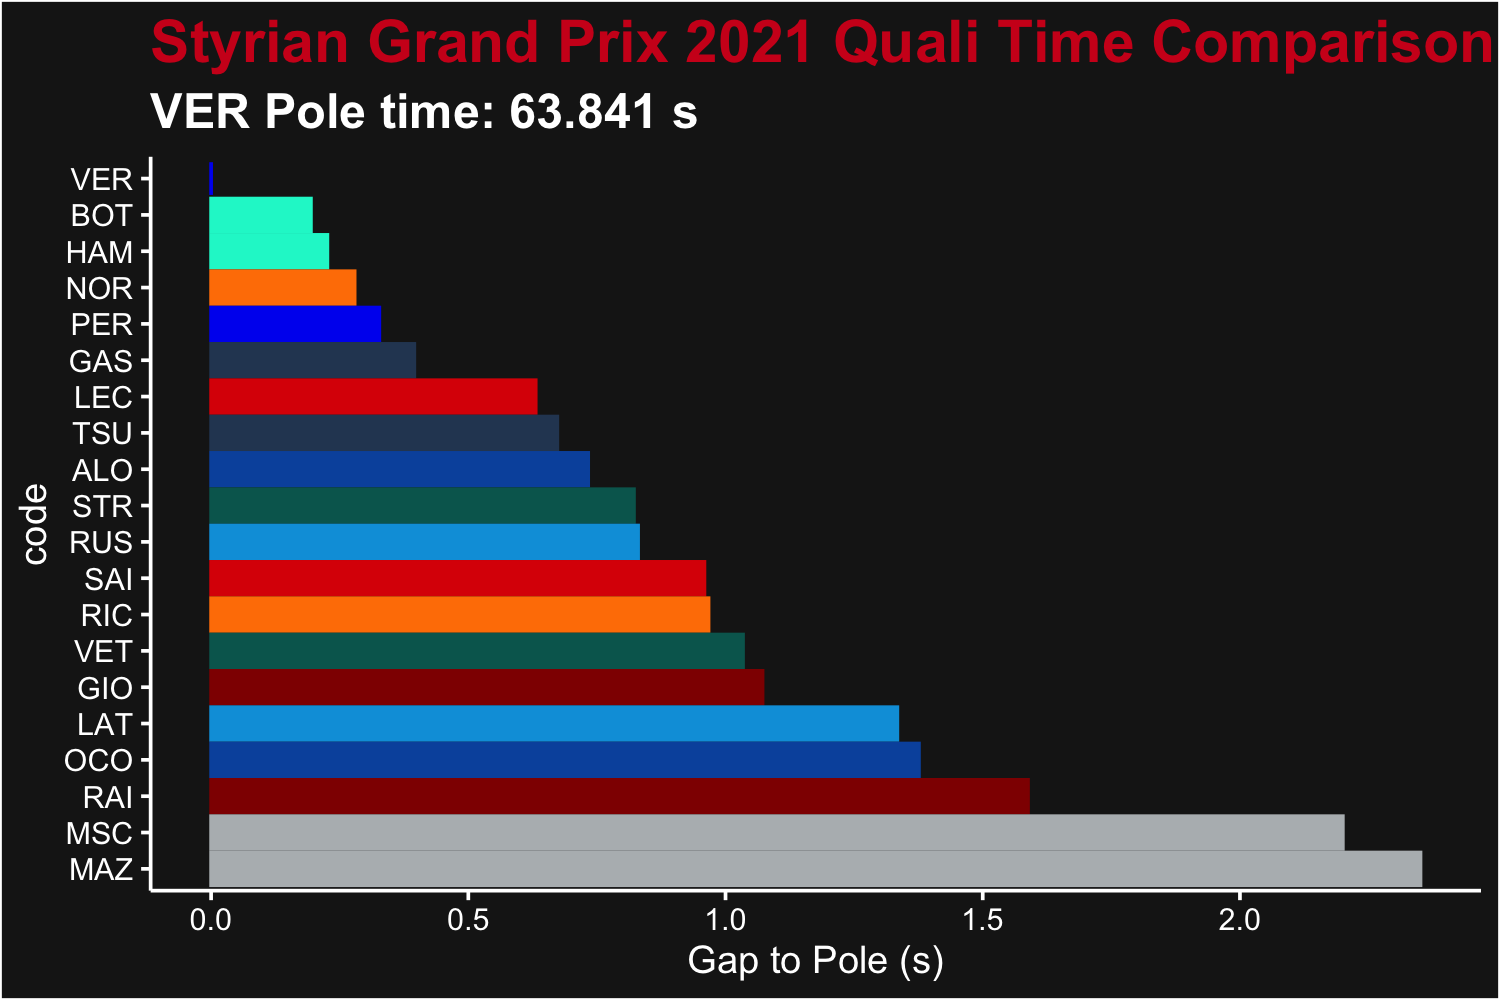 Styrian Grand Prix 2021 Quali Time Comparison
VER Pole time: 63.841 s
code
VER
BOT
HAM
NOR
PER
GAS
LEC
TSU
ALO
STR
RUS
SAI
RIC
VET
GIO
LAT
OCO
RAI
MSC
MAZ
0.0 0.5 1.0 1.5 2.0
Gap to Pole (s)